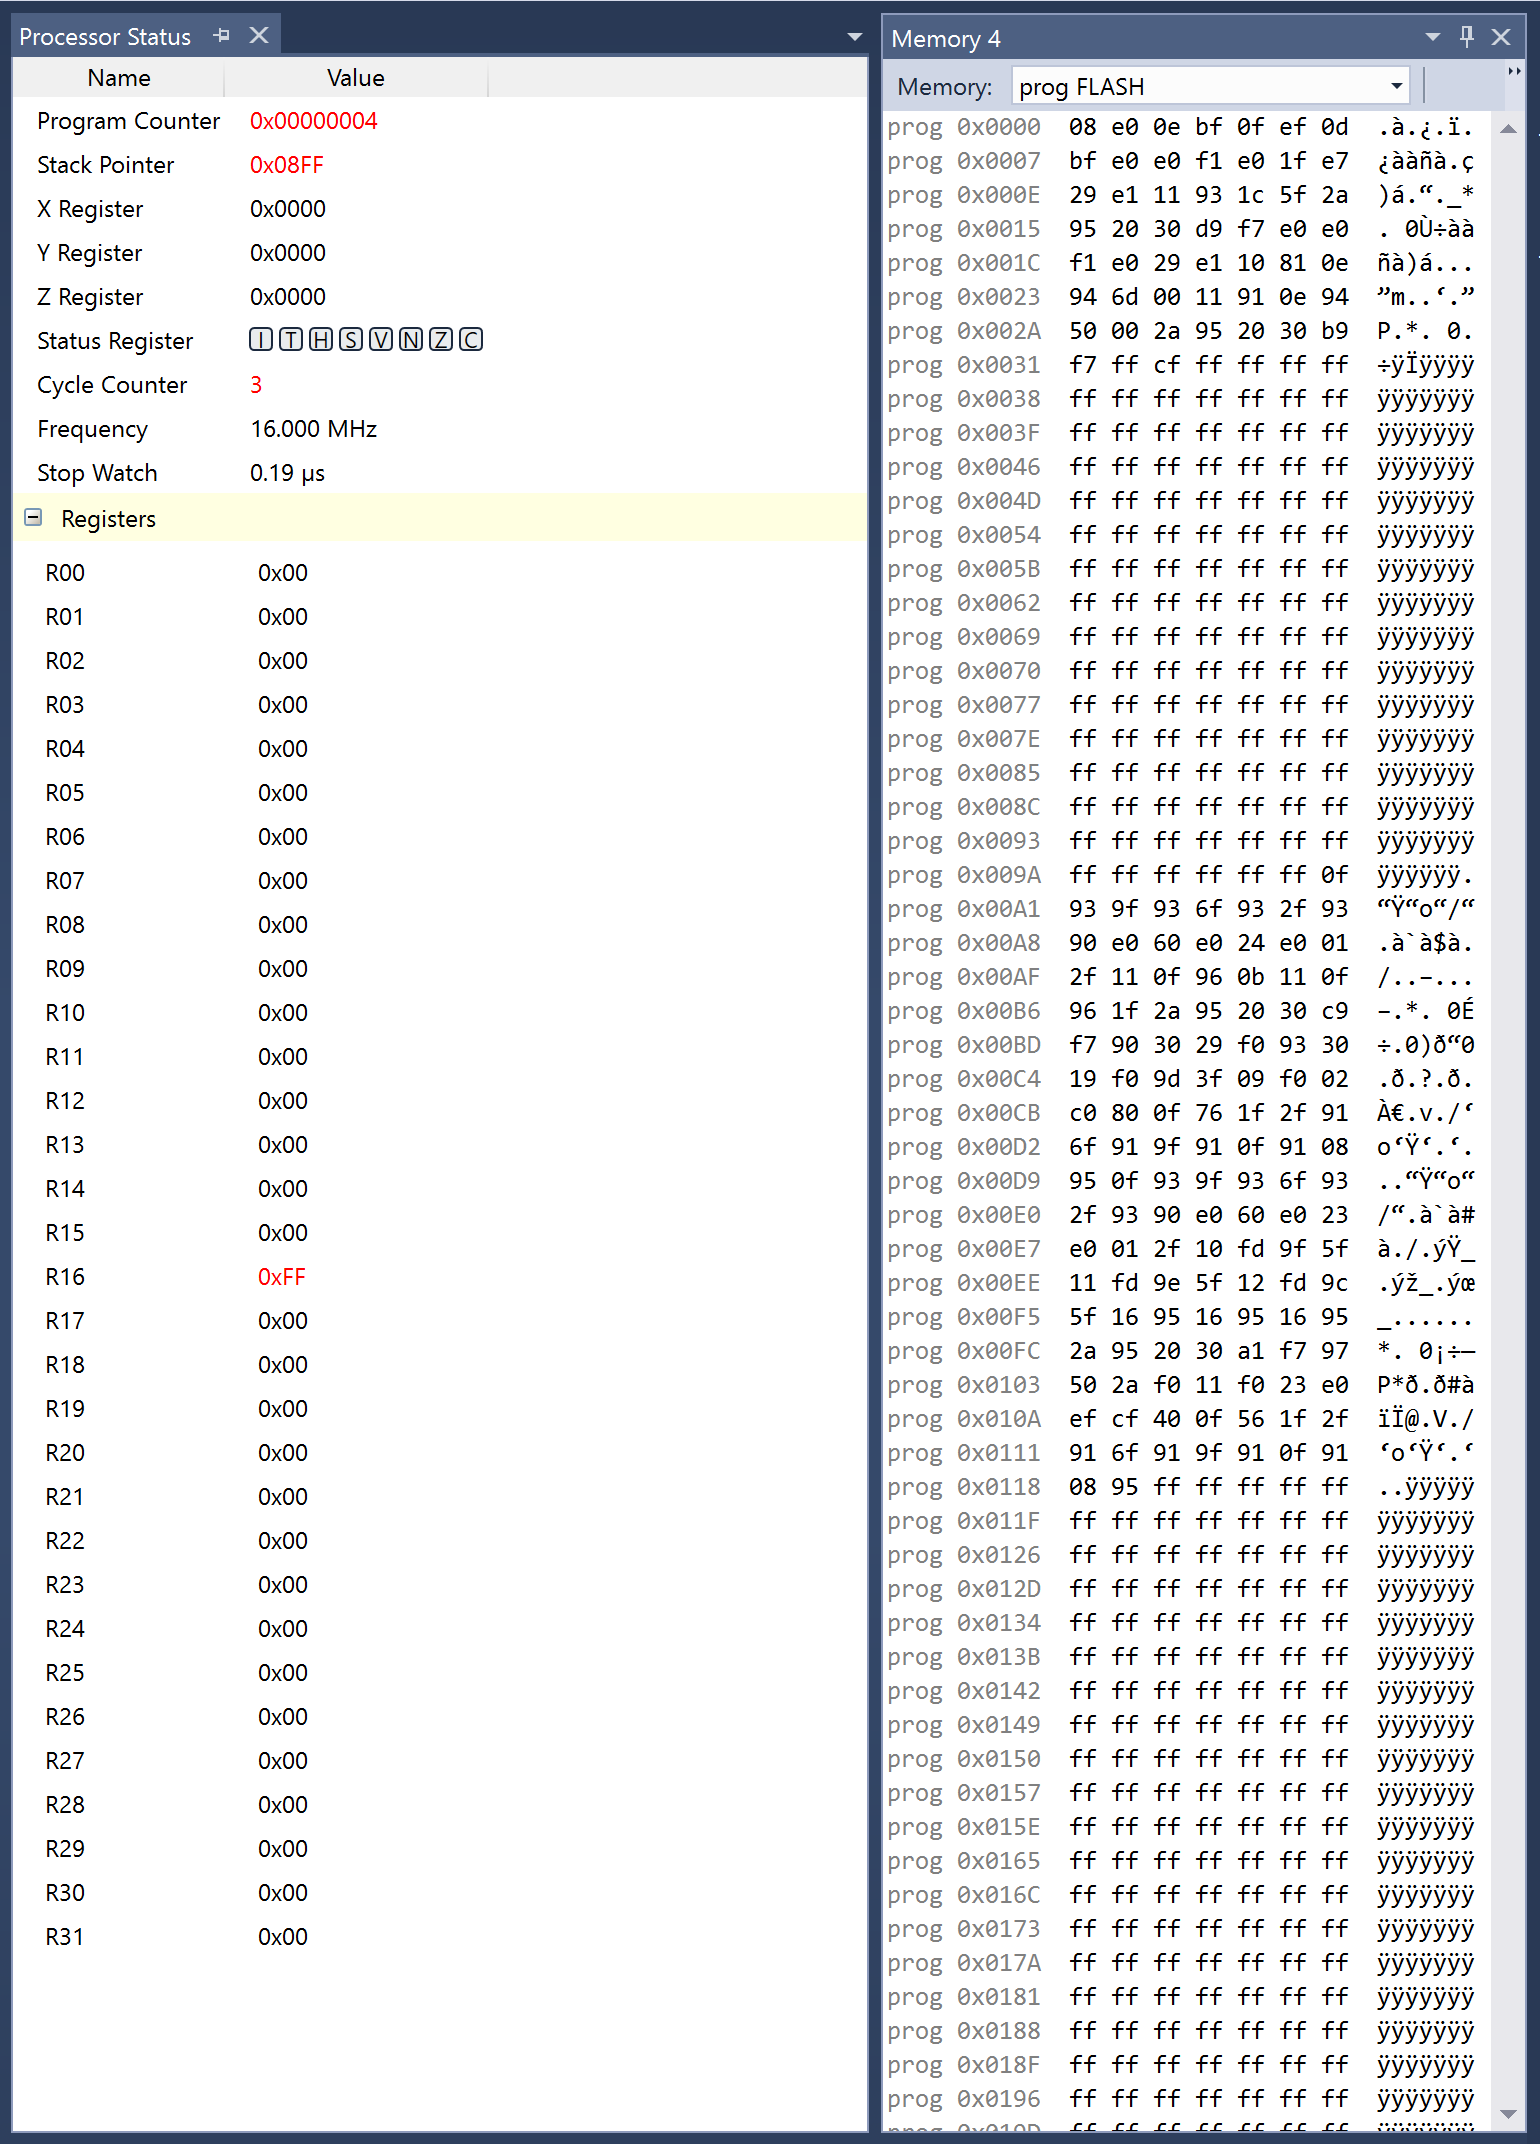 Processor Status
Name Value
Program Counter 0x00000004
Stack Pointer 0x08FF
X Register 0x0000
Y Register 0x0000
Z Register 0x0000
Status Register I T H S V N Z C
Cycle Counter 3
Frequency 16.000 MHz
Stop Watch 0.19 µs
Registers
R00 0x00
R01 0x00
R02 0x00
R03 0x00
R04 0x00
R05 0x00
R06 0x00
R07 0x00
R08 0x00
R09 0x00
R10 0x00
R11 0x00
R12 0x00
R13 0x00
R14 0x00
R15 0x00
R16 0xFF
R17 0x00
R18 0x00
R19 0x00
R20 0x00
R21 0x00
R22 0x00
R23 0x00
R24 0x00
R25 0x00
R26 0x00
R27 0x00
R28 0x00
R29 0x00
R30 0x00
R31 0x00
Memory 4
Memory: prog FLASH
prog 0x0000 08 e0 0e bf 0f ef 0d .à.¿.ï.
prog 0x0007 bf e0 e0 f1 e0 1f e7 ¿ààñà.ç
prog 0x000E 29 e1 11 93 1c 5f 2a )á.“._*
prog 0x0015 95 20 30 d9 f7 e0 e0 . 0Ù÷àà
prog 0x001C f1 e0 29 e1 10 81 0e ñà)á...
prog 0x0023 94 6d 00 11 91 0e 94 ”m..‘.”
prog 0x002A 50 00 2a 95 20 30 b9 P.*. 0.
prog 0x0031 f7 ff cf ff ff ff ff ÷ÿÏÿÿÿÿ
prog 0x0038 ff ff ff ff ff ff ff ÿÿÿÿÿÿÿ
prog 0x003F ff ff ff ff ff ff ff ÿÿÿÿÿÿÿ
prog 0x0046 ff ff ff ff ff ff ff ÿÿÿÿÿÿÿ
prog 0x004D ff ff ff ff ff ff ff ÿÿÿÿÿÿÿ
prog 0x0054 ff ff ff ff ff ff ff ÿÿÿÿÿÿÿ
prog 0x005B ff ff ff ff ff ff ff ÿÿÿÿÿÿÿ
prog 0x0062 ff ff ff ff ff ff ff ÿÿÿÿÿÿÿ
prog 0x0069 ff ff ff ff ff ff ff ÿÿÿÿÿÿÿ
prog 0x0070 ff ff ff ff ff ff ff ÿÿÿÿÿÿÿ
prog 0x0077 ff ff ff ff ff ff ff ÿÿÿÿÿÿÿ
prog 0x007E ff ff ff ff ff ff ff ÿÿÿÿÿÿÿ
prog 0x0085 ff ff ff ff ff ff ff ÿÿÿÿÿÿÿ
prog 0x008C ff ff ff ff ff ff ff ÿÿÿÿÿÿÿ
prog 0x0093 ff ff ff ff ff ff ff ÿÿÿÿÿÿÿ
prog 0x009A ff ff ff ff ff ff 0f ÿÿÿÿÿÿ.
prog 0x00A1 93 9f 93 6f 93 2f 93 “Ÿ“o“/“
prog 0x00A8 90 e0 60 e0 24 e0 01 .à`à$à.
prog 0x00AF 2f 11 0f 96 0b 11 0f /..–...
prog 0x00B6 96 1f 2a 95 20 30 c9 –.*. 0É
prog 0x00BD f7 90 30 29 f0 93 30 ÷.0)ð“0
prog 0x00C4 19 f0 9d 3f 09 f0 02 .ð.?.ð.
prog 0x00CB c0 80 0f 76 1f 2f 91 À€.v./‘
prog 0x00D2 6f 91 9f 91 0f 91 08 o‘Ÿ‘.‘.
prog 0x00D9 95 0f 93 9f 93 6f 93 ..“Ÿ“o“
prog 0x00E0 2f 93 90 e0 60 e0 23 /“.à`à#
prog 0x00E7 e0 01 2f 10 fd 9f 5f à./.ýŸ_
prog 0x00EE 11 fd 9e 5f 12 fd 9c .ýž_.ýœ
prog 0x00F5 5f 16 95 16 95 16 95 _......
prog 0x00FC 2a 95 20 30 a1 f7 97 *. 0¡÷—
prog 0x0103 50 2a f0 11 f0 23 e0 P*ð.ð#à
prog 0x010A ef cf 40 0f 56 1f 2f ïÏ@.V./
prog 0x0111 91 6f 91 9f 91 0f 91 ‘o‘Ÿ‘.‘
prog 0x0118 08 95 ff ff ff ff ff ..ÿÿÿÿÿ
prog 0x011F ff ff ff ff ff ff ff ÿÿÿÿÿÿÿ
prog 0x0126 ff ff ff ff ff ff ff ÿÿÿÿÿÿÿ
prog 0x012D ff ff ff ff ff ff ff ÿÿÿÿÿÿÿ
prog 0x0134 ff ff ff ff ff ff ff ÿÿÿÿÿÿÿ
prog 0x013B ff ff ff ff ff ff ff ÿÿÿÿÿÿÿ
prog 0x0142 ff ff ff ff ff ff ff ÿÿÿÿÿÿÿ
prog 0x0149 ff ff ff ff ff ff ff ÿÿÿÿÿÿÿ
prog 0x0150 ff ff ff ff ff ff ff ÿÿÿÿÿÿÿ
prog 0x0157 ff ff ff ff ff ff ff ÿÿÿÿÿÿÿ
prog 0x015E ff ff ff ff ff ff ff ÿÿÿÿÿÿÿ
prog 0x0165 ff ff ff ff ff ff ff ÿÿÿÿÿÿÿ
prog 0x016C ff ff ff ff ff ff ff ÿÿÿÿÿÿÿ
prog 0x0173 ff ff ff ff ff ff ff ÿÿÿÿÿÿÿ
prog 0x017A ff ff ff ff ff ff ff ÿÿÿÿÿÿÿ
prog 0x0181 ff ff ff ff ff ff ff ÿÿÿÿÿÿÿ
prog 0x0188 ff ff ff ff ff ff ff ÿÿÿÿÿÿÿ
prog 0x018F ff ff ff ff ff ff ff ÿÿÿÿÿÿÿ
prog 0x0196 ff ff ff ff ff ff ff ÿÿÿÿÿÿÿ